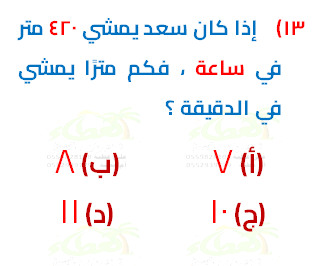 ١٣) إذا كان سعد يمشي ٤٢٠ متر
في ساعة ، فكم مترًا يمشي
في الدقيقة ؟
(أ) ٧ (ب) ٨
(ج) ١٠ (د) ١١